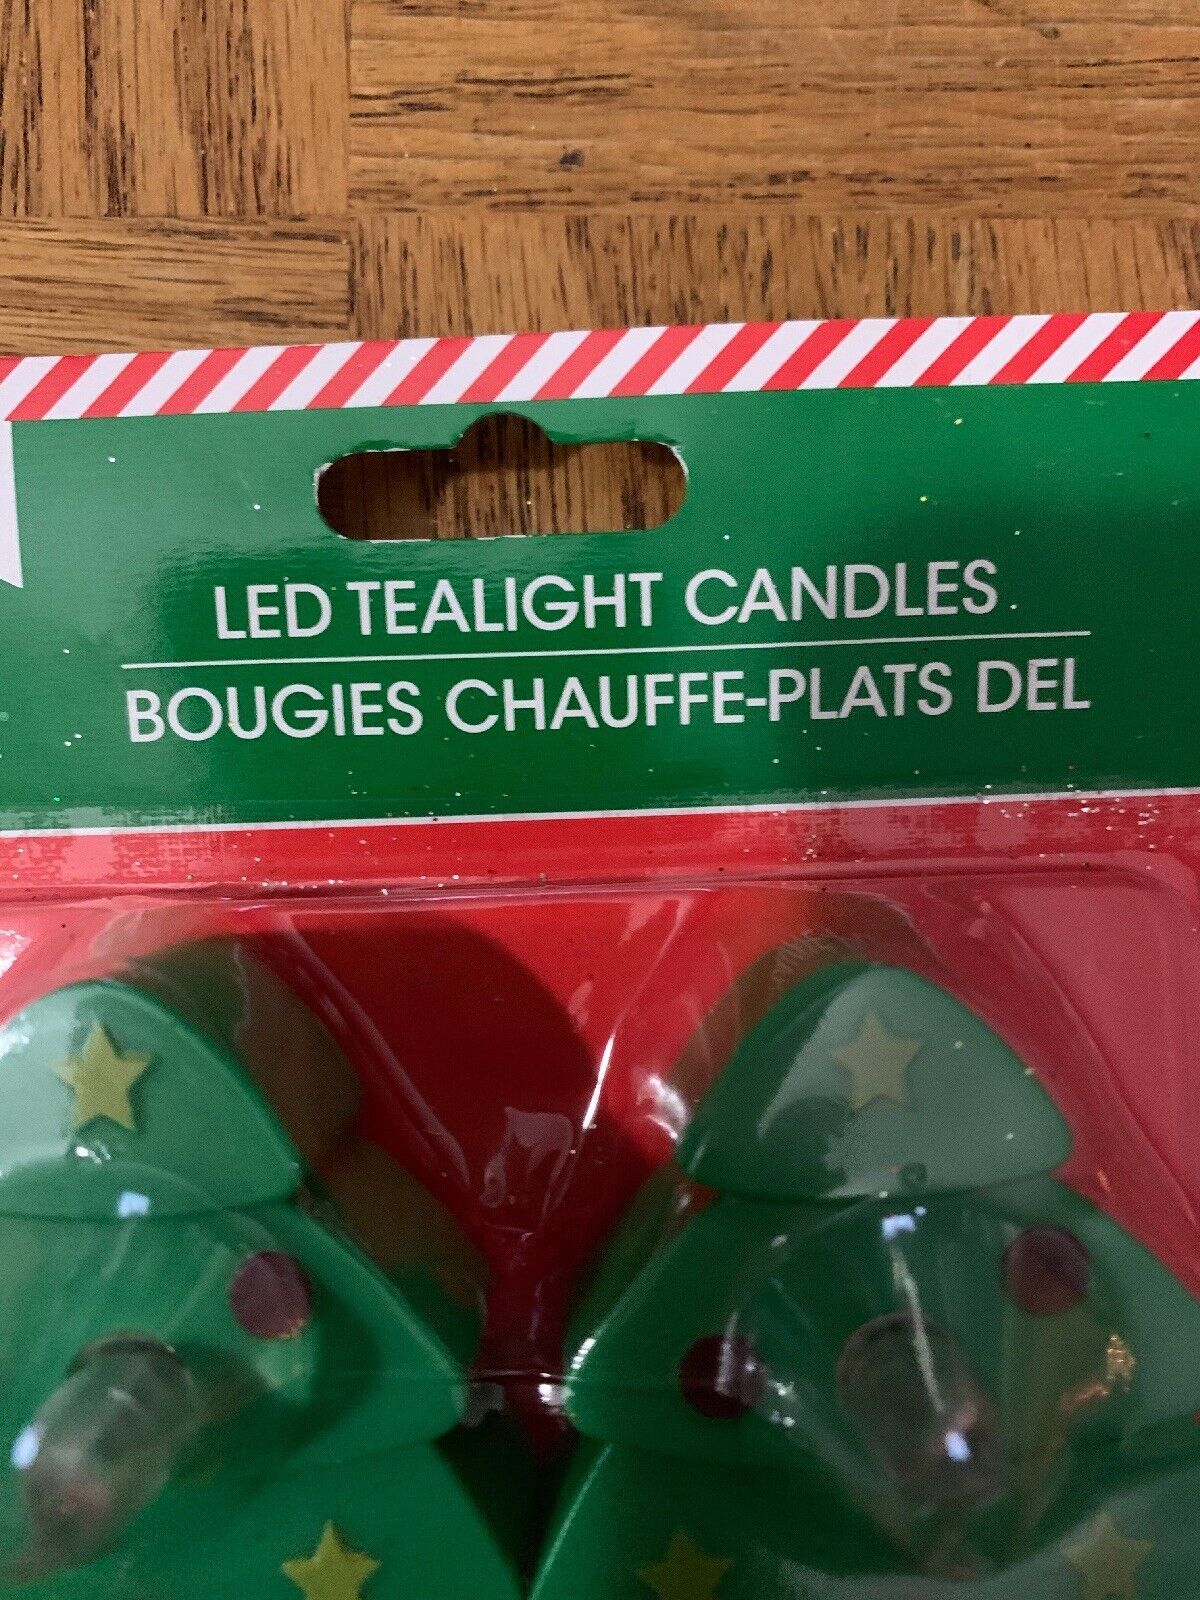 LED TEALIGHT CANDLES
BOUGIES CHAUFFE-PLATS DEL